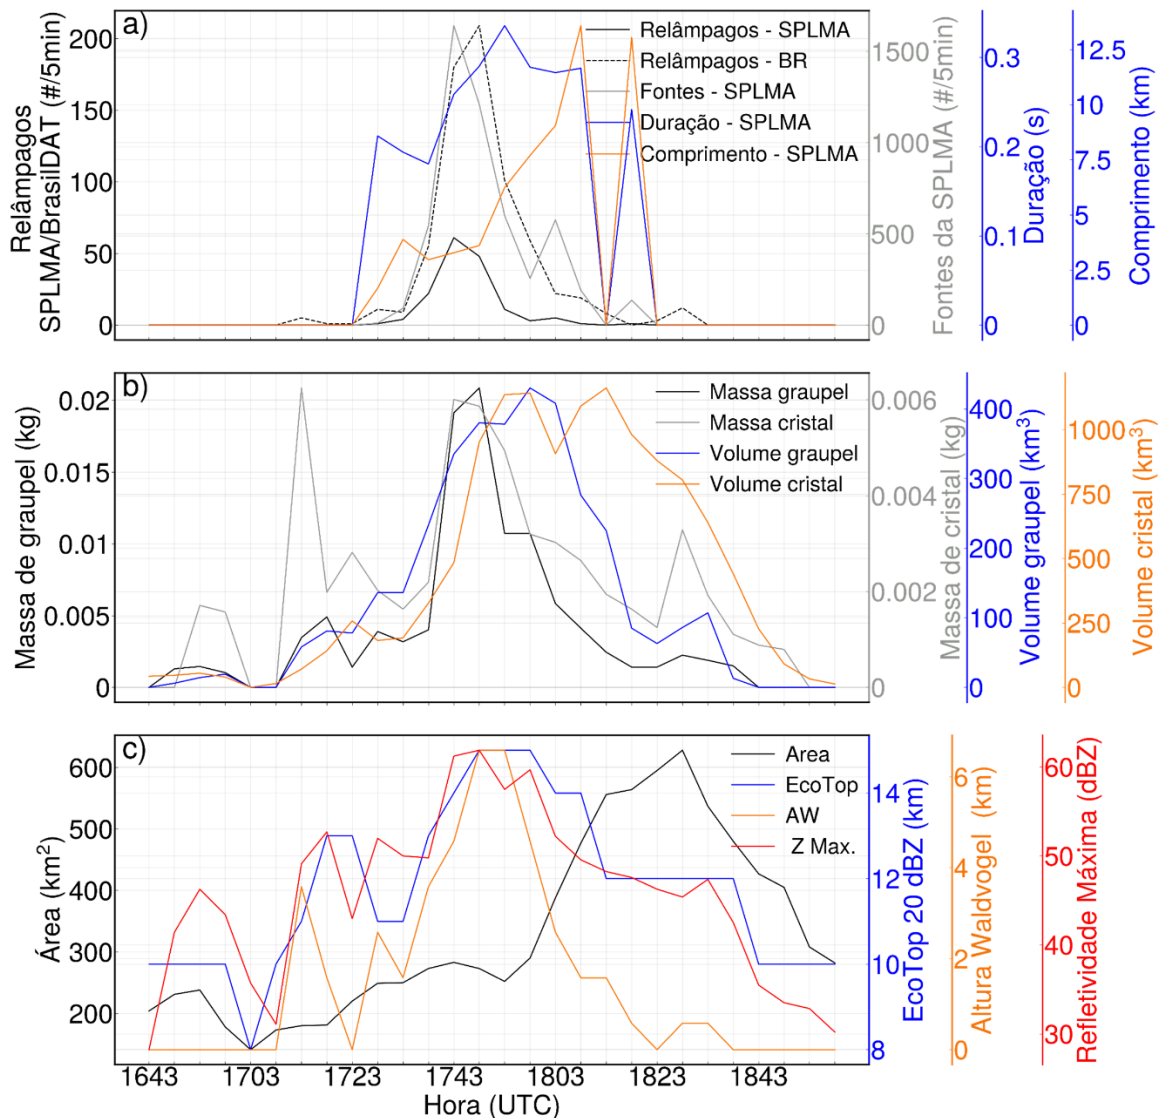 a)
Relâmpagos
SPLMA/BrasilDAT (#/5min)
200
150
100
50
0
Relâmpagos - SPLMA
Relâmpagos - BR
Fontes - SPLMA
Duração - SPLMA
Comprimento - SPLMA
1500
1000
500
0
Fontes da SPLMA (#/5min)
0.3
0.2
0.1
0
Duração (s)
12.5
10
7.5
5
2.5
0
Comprimento (km)
b)
Massa de graupel (kg)
0.02
0.015
0.01
0.005
0
Massa graupel
Massa cristal
Volume graupel
Volume cristal
0.006
0.004
0.002
0
Massa de cristal (kg)
400
300
200
100
0
Volume graupel (km³)
1000
750
500
250
0
Volume cristal (km³)
c)
Área (km²)
600
500
400
300
200
Area
EcoTop
AW
Z Max.
14
12
10
8
EcoTop 20 dBZ (km)
6
4
2
0
Altura Waldvogel (km)
60
50
40
30
Refletividade Máxima (dBZ)
1643 1703 1723 1743 1803 1823 1843
Hora (UTC)